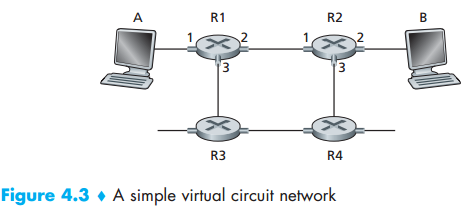 A R1 R2 B
1 2 1 2
3 3
R3 R4
Figure 4.3 ♦ A simple virtual circuit network